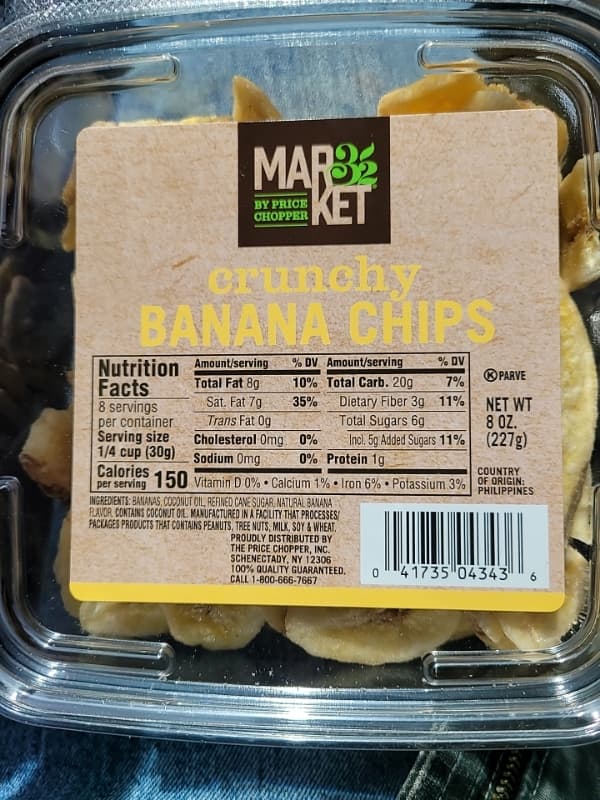 MAR 32 KET
BY PRICE
CHOPPER
crunchy
BANANA CHIPS
Nutrition
Facts
8 servings
per container
Serving size
1/4 cup (30g)
Calories
per serving 150
Amount/serving % DV Amount/serving % DV
Total Fat 8g 10% Total Carb. 20g 7%
Sat. Fat 7g 35% Dietary Fiber 3g 11%
Trans Fat 0g Total Sugars 6g
Cholesterol 0mg 0% Incl. 5g Added Sugars 11%
Sodium 0mg 0% Protein 1g
Vitamin D 0% • Calcium 1% • Iron 6% • Potassium 3%
K PARVE
NET WT
8 OZ.
(227g)
COUNTRY
OF ORIGIN:
PHILIPPINES
INGREDIENTS: BANANAS, COCONUT OIL, REFINED CANE SUGAR, NATURAL BANANA
FLAVOR. CONTAINS COCONUT OIL. MANUFACTURED IN A FACILITY THAT PROCESSES/
PACKAGES PRODUCTS THAT CONTAINS PEANUTS, TREE NUTS, MILK, SOY & WHEAT.
PROUDLY DISTRIBUTED BY
THE PRICE CHOPPER, INC.
SCHENECTADY, NY 12306
100% QUALITY GUARANTEED.
CALL 1-800-666-7667
0 41735 04343 6